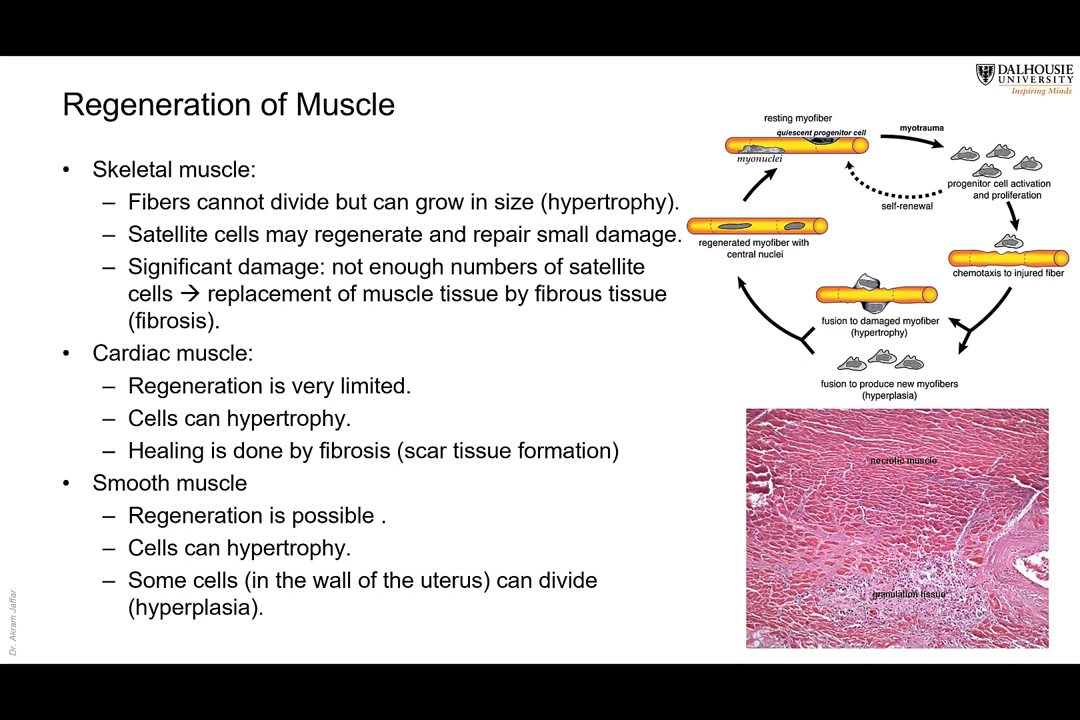 DALHOUSIE
UNIVERSITY
Inspiring Minds
Regeneration of Muscle
• Skeletal muscle:
– Fibers cannot divide but can grow in size (hypertrophy).
– Satellite cells may regenerate and repair small damage.
– Significant damage: not enough numbers of satellite
cells → replacement of muscle tissue by fibrous tissue
(fibrosis).
• Cardiac muscle:
– Regeneration is very limited.
– Cells can hypertrophy.
– Healing is done by fibrosis (scar tissue formation)
• Smooth muscle
– Regeneration is possible .
– Cells can hypertrophy.
– Some cells (in the wall of the uterus) can divide
(hyperplasia).
resting myofiber
quiescent progenitor cell
myonuclei
myotrauma
progenitor cell activation
and proliferation
self-renewal
chemotaxis to injured fiber
fusion to damaged myofiber
(hypertrophy)
fusion to produce new myofibers
(hyperplasia)
regenerated myofiber with
central nuclei
necrotic muscle
granulation tissue
Dr. Akram Jaffar